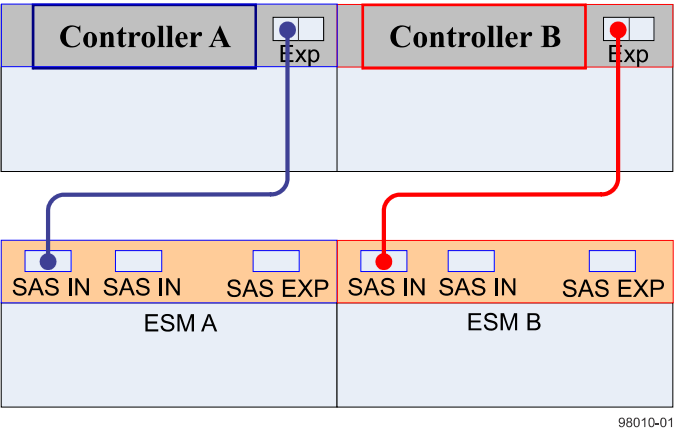 Controller A
Exp
Controller B
Exp
SAS IN SAS IN SAS EXP
SAS IN SAS IN SAS EXP
ESM A
ESM B
98010-01